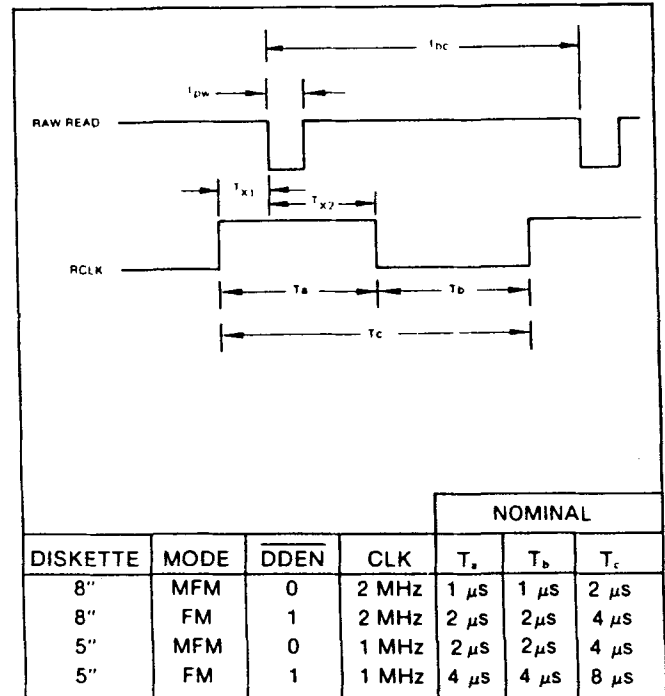 tbc
tpw
RAW READ
Tx1
Tx2
RCLK
Ta
Tb
Tc
NOMINAL
DISKETTE MODE DDEN CLK Ta Tb Tc
8" MFM 0 2 MHz 1 µs 1 µs 2 µs
8" FM 1 2 MHz 2 µs 2µs 4 µs
5" MFM 0 1 MHz 2µs 2µs 4 µs
5" FM 1 1 MHz 4 µs 4 µs 8 µs